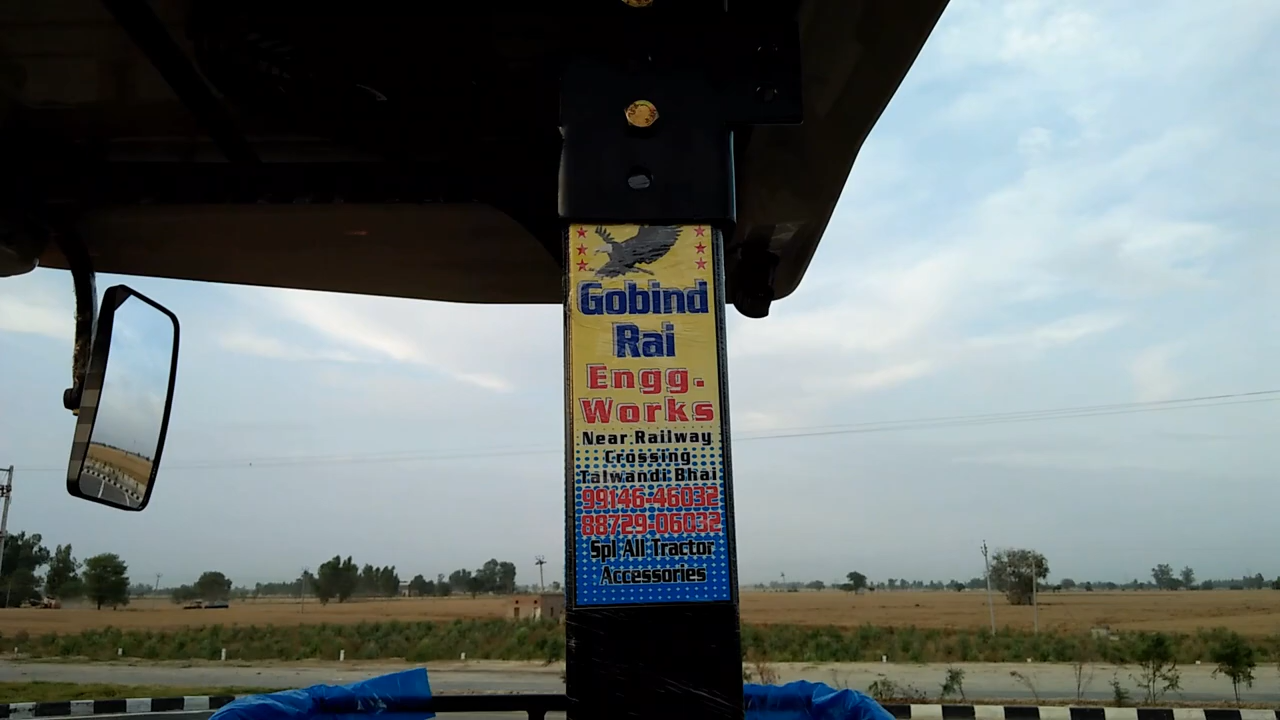 Gobind
Rai
Engg.
Works
Near Railway
Crossing
Talwandi Bhai
99146-46032
88729-06032
Spl All Tractor
Accessories